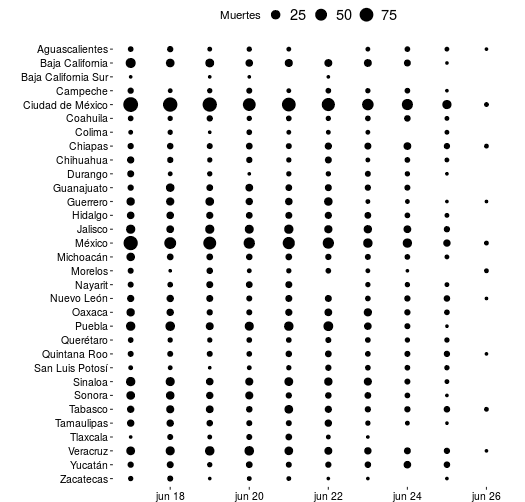 Muertes 25 50 75
Aguascalientes
Baja California
Baja California Sur
Campeche
Ciudad de México
Coahuila
Colima
Chiapas
Chihuahua
Durango
Guanajuato
Guerrero
Hidalgo
Jalisco
México
Michoacán
Morelos
Nayarit
Nuevo León
Oaxaca
Puebla
Querétaro
Quintana Roo
San Luis Potosí
Sinaloa
Sonora
Tabasco
Tamaulipas
Tlaxcala
Veracruz
Yucatán
Zacatecas
jun 18 jun 20 jun 22 jun 24 jun 26